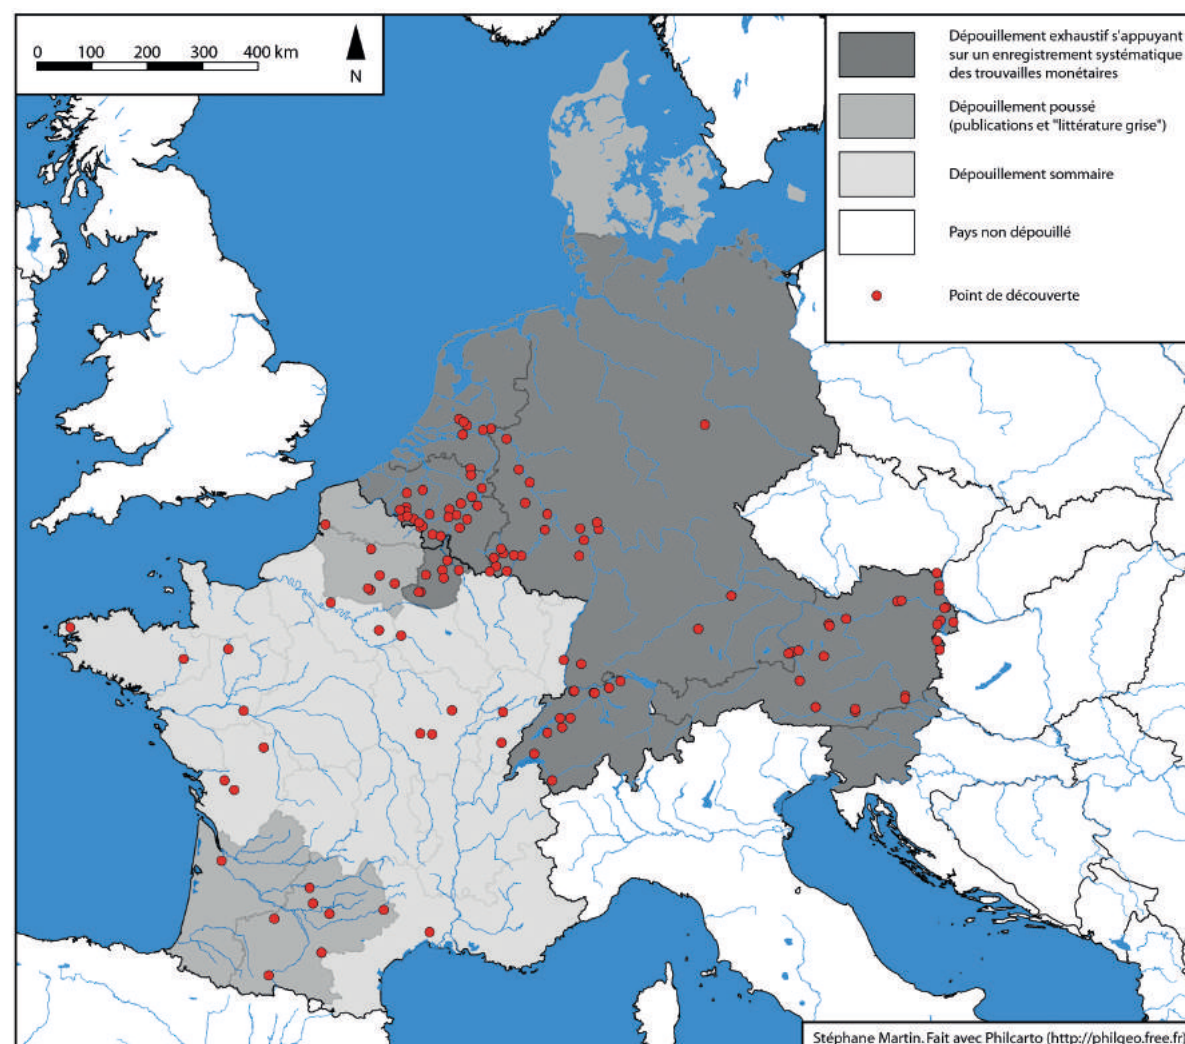 0 100 200 300 400 km
N
Dépouillement exhaustif s'appuyant
sur un enregistrement systématique
des trouvailles monétaires
Dépouillement poussé
(publications et "littérature grise")
Dépouillement sommaire
Pays non dépouillé
Point de découverte
Stéphane Martin. Fait avec Philcarto (http://philgeo.free.fr)